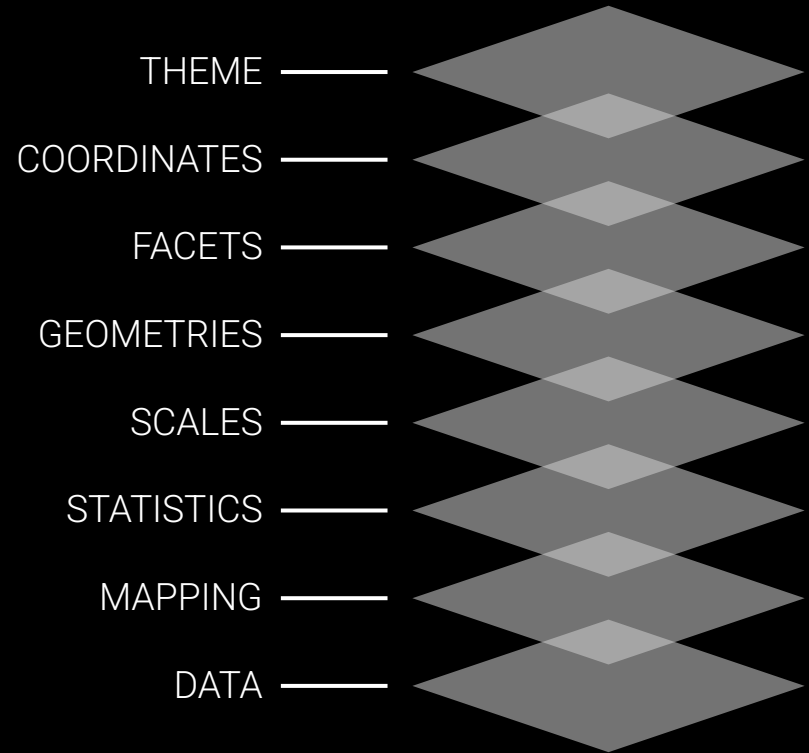 THEME
COORDINATES
FACETS
GEOMETRIES
SCALES
STATISTICS
MAPPING
DATA